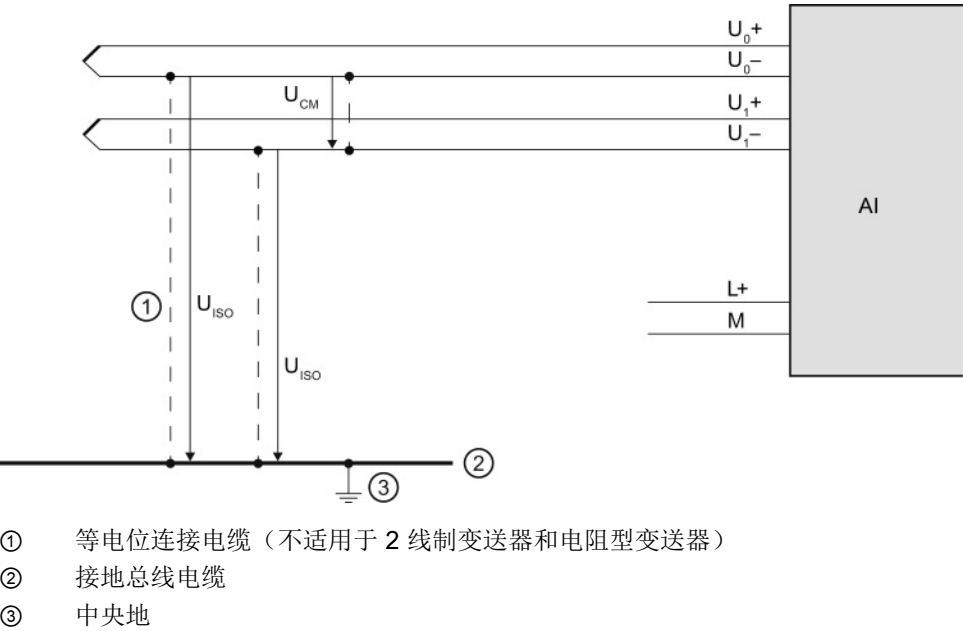 U0+
U0–
UCM
U1+
U1–
AI
L+
① UISO
M
UISO
②
③
① 等电位连接电缆（不适用于 2 线制变送器和电阻型变送器）
② 接地总线电缆
③ 中央地